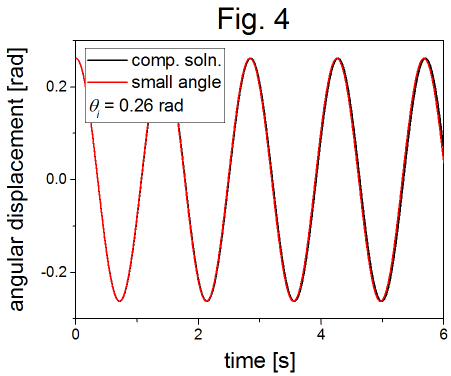 Fig. 4
angular displacement [rad]
0.2
0.0
-0.2
comp. soln.
small angle
θi = 0.26 rad
0
2
4
6
time [s]